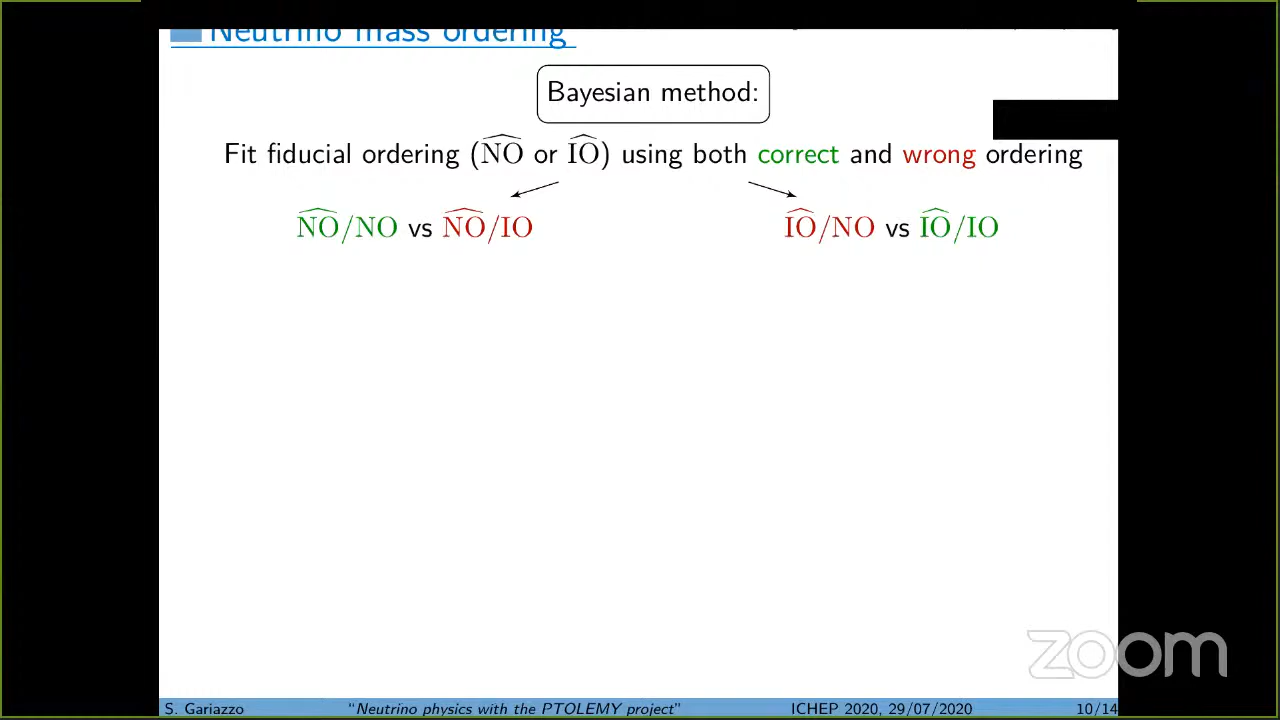 Neutrino mass ordering
Bayesian method:
Fit fiducial ordering (N̂O or ÎO) using both correct and wrong ordering
N̂O/NO vs N̂O/IO
ÎO/NO vs ÎO/IO
zoom
S. Gariazzo
“Neutrino physics with the PTOLEMY project”
ICHEP 2020, 29/07/2020
10/14